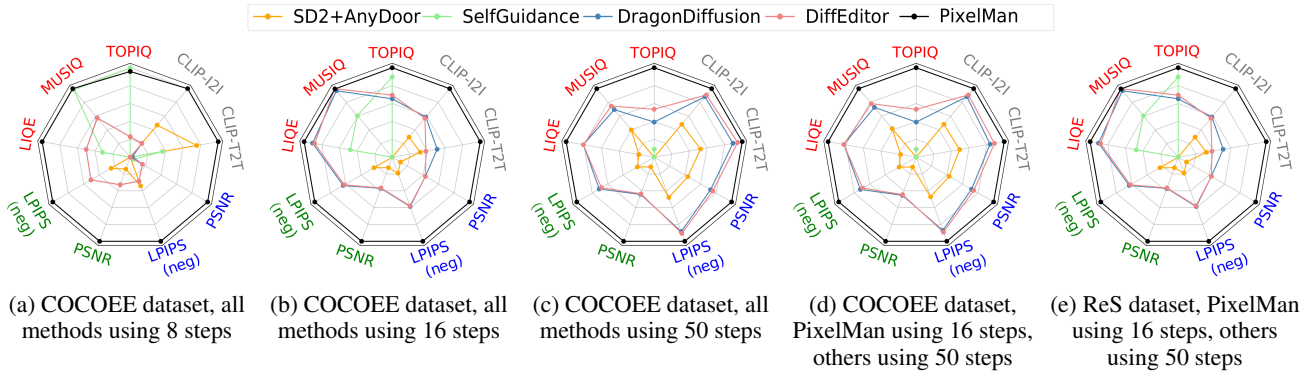 SD2+AnyDoor SelfGuidance DragonDiffusion DiffEditor PixelMan
TOPIQ
CLIP-I2I
CLIP-T2T
PSNR
LPIPS
(neg)
PSNR
LPIPS
(neg)
LIQE
MUSIQ
(a) COCOEE dataset, all
methods using 8 steps
TOPIQ
CLIP-I2I
CLIP-T2T
PSNR
LPIPS
(neg)
PSNR
LPIPS
(neg)
LIQE
MUSIQ
(b) COCOEE dataset, all
methods using 16 steps
TOPIQ
CLIP-I2I
CLIP-T2T
PSNR
LPIPS
(neg)
PSNR
LPIPS
(neg)
LIQE
MUSIQ
(c) COCOEE dataset, all
methods using 50 steps
TOPIQ
CLIP-I2I
CLIP-T2T
PSNR
LPIPS
(neg)
PSNR
LPIPS
(neg)
LIQE
MUSIQ
(d) COCOEE dataset,
PixelMan using 16 steps,
others using 50 steps
TOPIQ
CLIP-I2I
CLIP-T2T
PSNR
LPIPS
(neg)
PSNR
LPIPS
(neg)
LIQE
MUSIQ
(e) ReS dataset, PixelMan
using 16 steps, others
using 50 steps